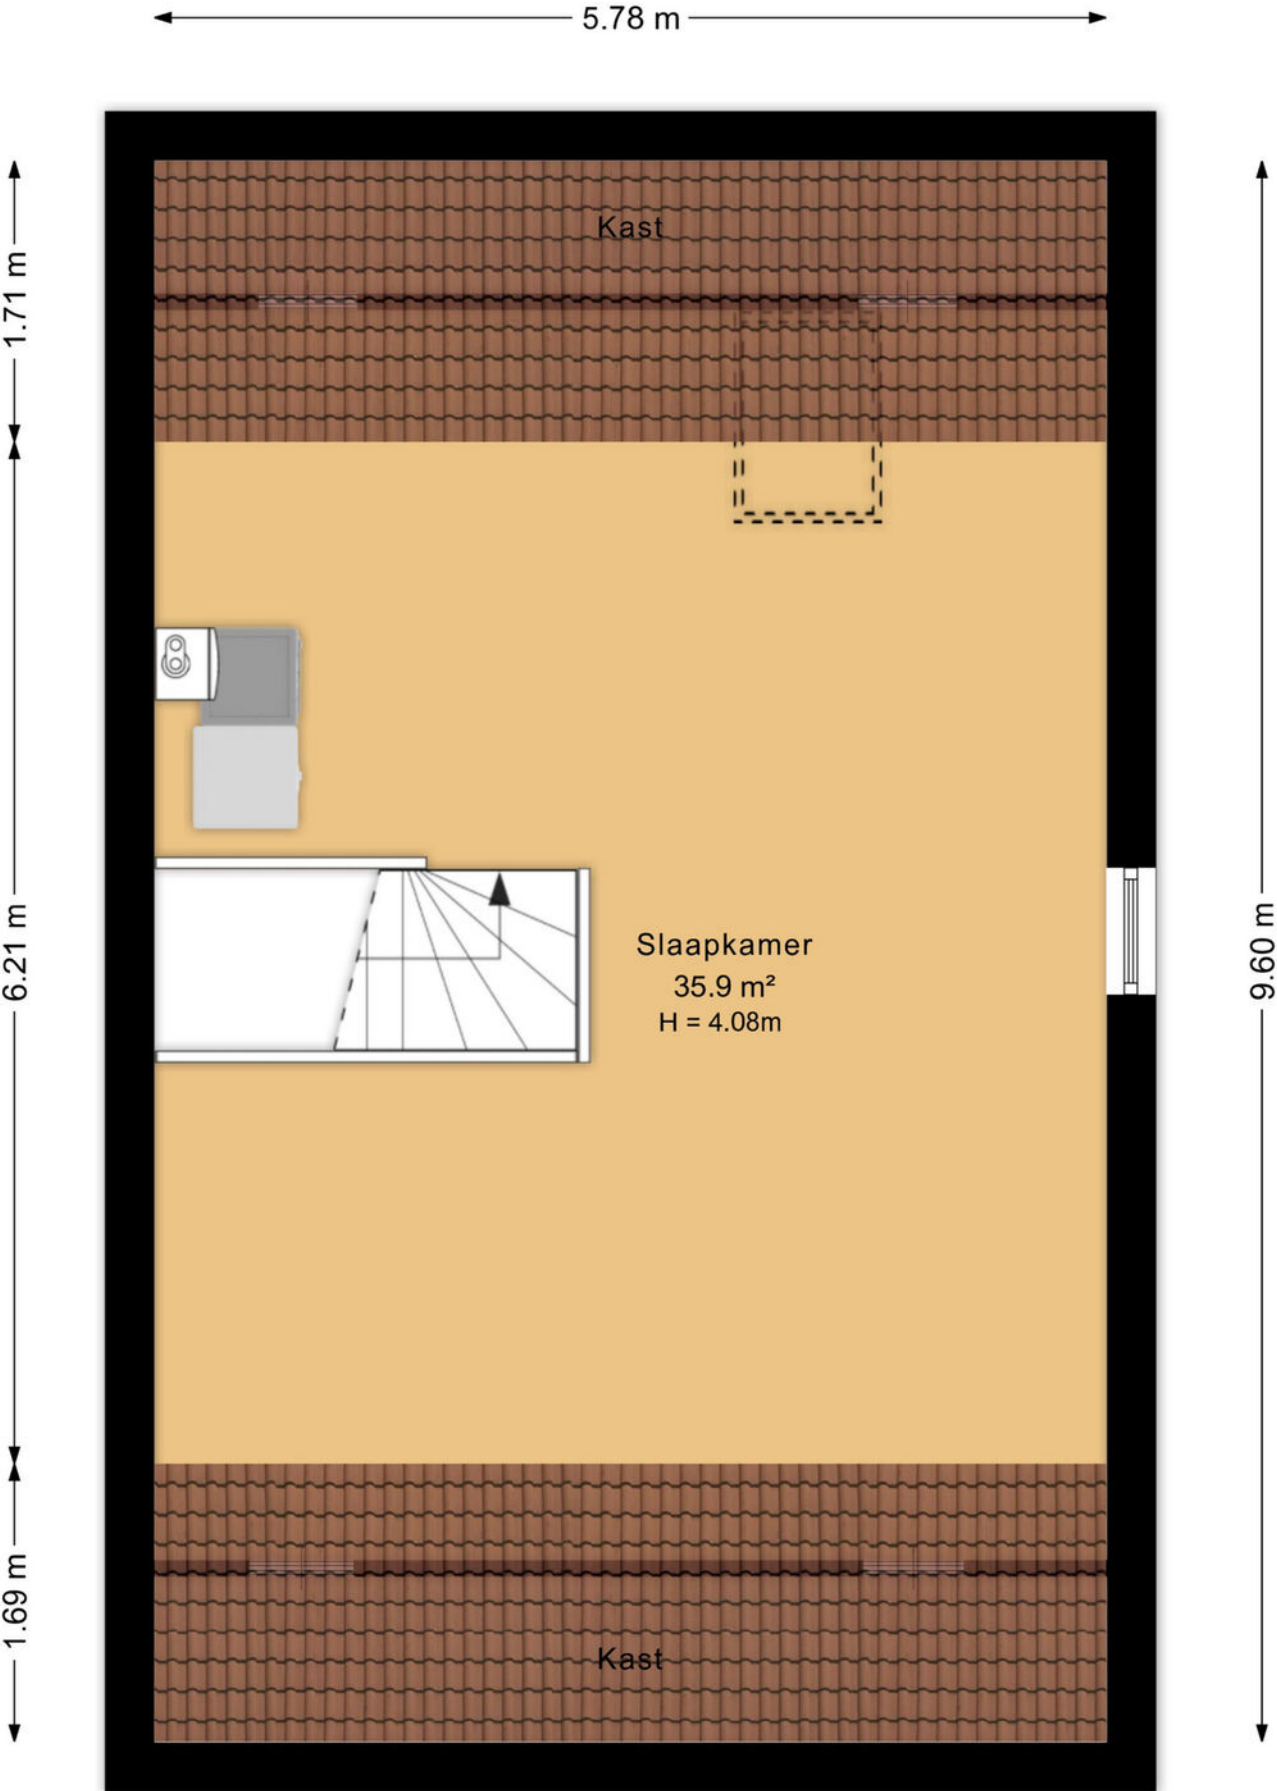 5.78 m
Kast
1.71 m
6.21 m
Slaapkamer
35.9 m²
H = 4.08m
9.60 m
1.69 m
Kast